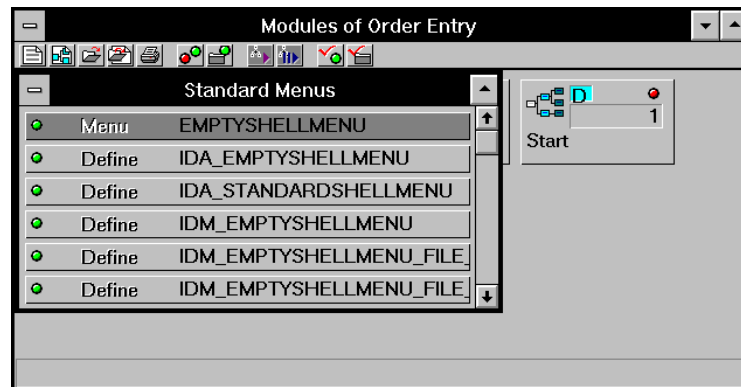 Modules of Order Entry
Standard Menus
Menu EMPTYSHELLMENU
Define IDA_EMPTYSHELLMENU
Define IDA_STANDARDSHELLMENU
Define IDM_EMPTYSHELLMENU
Define IDM_EMPTYSHELLMENU_FILE_
Define IDM_EMPTYSHELLMENU_FILE_
D
1
Start